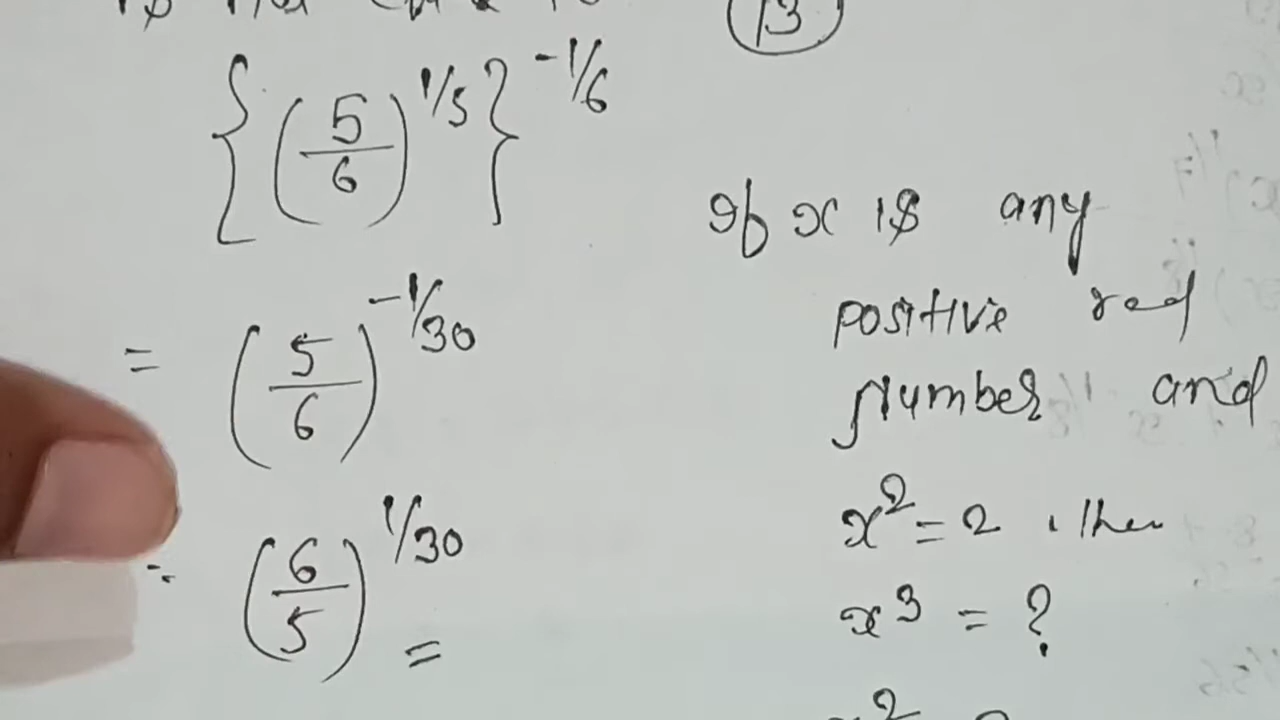 13
{(5/6)^1/5}^-1/6
= (5/6)^-1/30
= (6/5)^1/30 =
If x is any
positive real
number and
x² = 2, then
x³ = ?